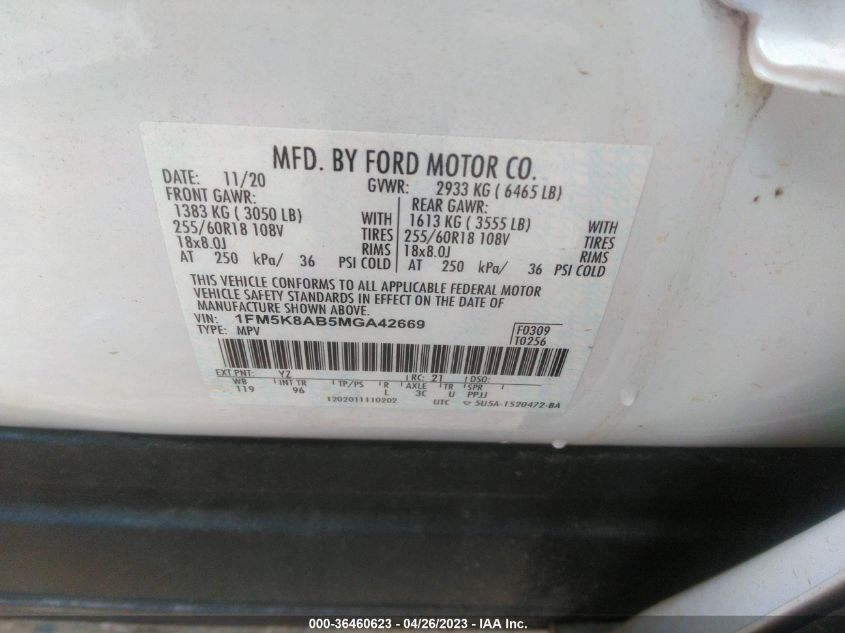 MFD. BY FORD MOTOR CO.
DATE: 11/20 GVWR: 2933 KG ( 6465 LB)
FRONT GAWR: REAR GAWR:
1383 KG ( 3050 LB) WITH 1613 KG ( 3555 LB) WITH
255/60R18 108V TIRES 255/60R18 108V TIRES
18x8.0J RIMS 18x8.0J RIMS
AT 250 kPa/ 36 PSI COLD AT 250 kPa/ 36 PSI COLD
THIS VEHICLE CONFORMS TO ALL APPLICABLE FEDERAL MOTOR
VEHICLE SAFETY STANDARDS IN EFFECT ON THE DATE OF
MANUFACTURE SHOWN ABOVE.
VIN: 1FM5K8AB5MGA42669
TYPE: MPV
F0309
T0256
EXT PNT: YZ RC: 21 DSO:
WB INT TR TP/PS R AXLE TR SPR
119 96 L 3C U PPJJ
1202011110202 UTC 5U5A-1520472-BA
000-36460623 - 04/26/2023 - IAA Inc.